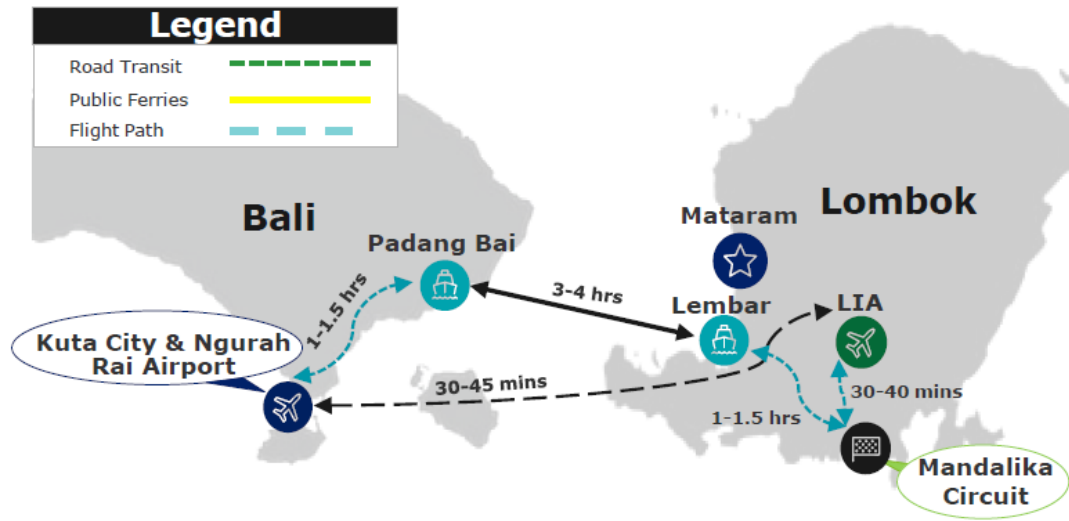 Legend
Road Transit
Public Ferries
Flight Path
Bali
Lombok
Mataram
Padang Bai
3-4 hrs
Lembar
LIA
1-1.5 hrs
Kuta City & Ngurah
Rai Airport
30-45 mins
30-40 mins
1-1.5 hrs
Mandalika
Circuit